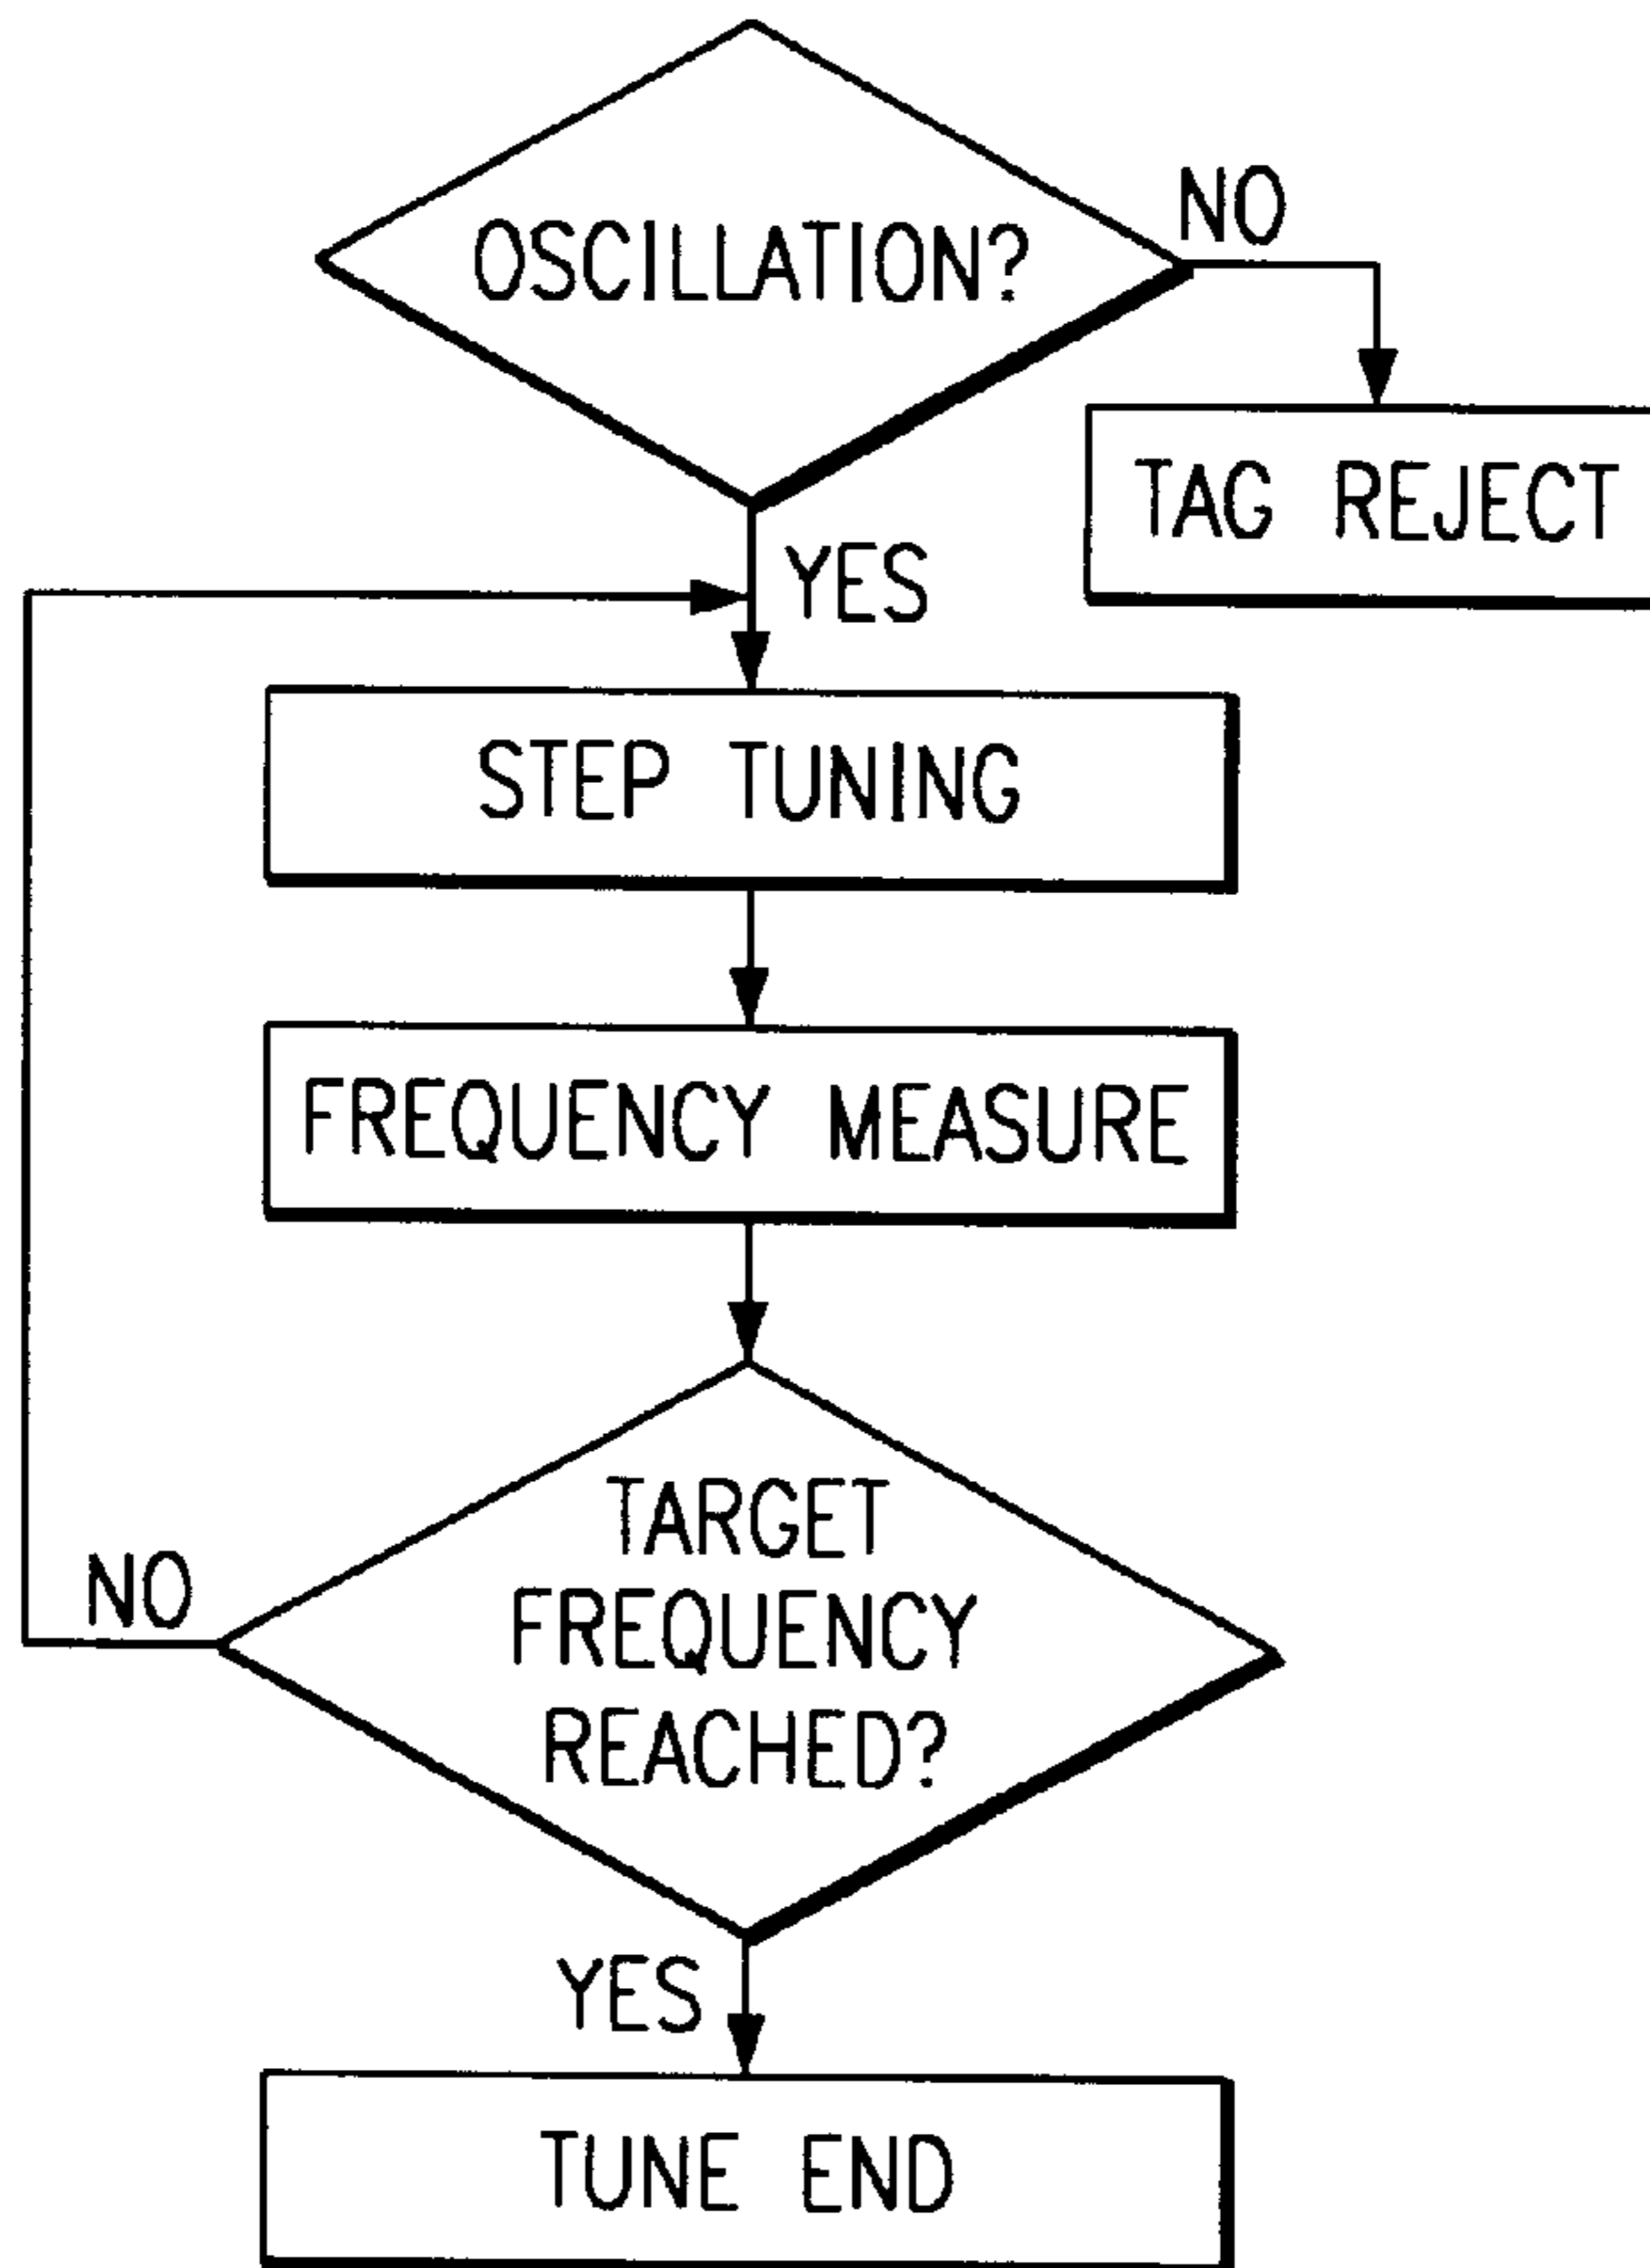 OSCILLATION?
NO
TAG REJECT
YES
STEP TUNING
FREQUENCY MEASURE
TARGET
FREQUENCY
REACHED?
NO
YES
TUNE END